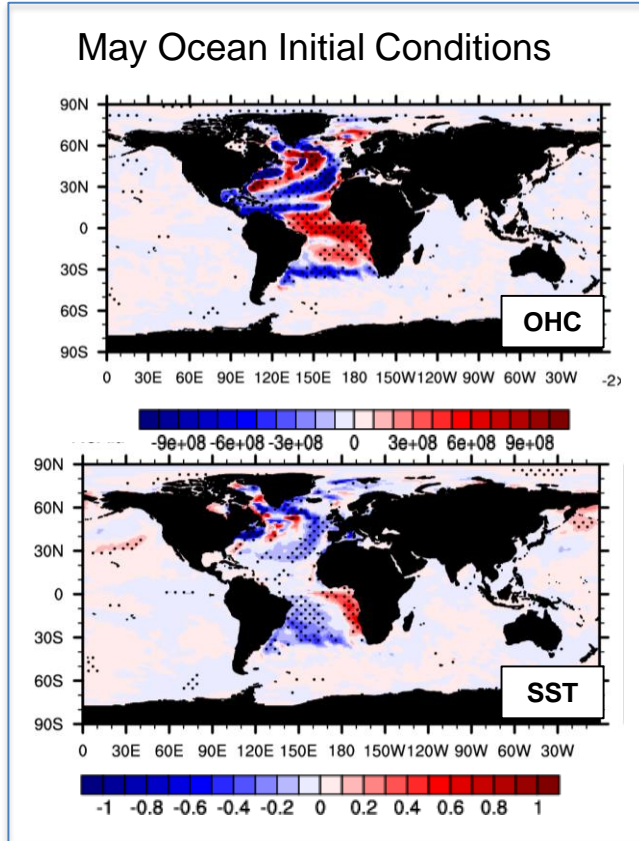 May Ocean Initial Conditions
90N
60N
30N
0
30S
60S
90S
OHC
0 30E 60E 90E 120E 150E 180 150W 120W 90W 60W 30W
-9e+08 -6e+08 -3e+08 0 3e+08 6e+08 9e+08
90N
60N
30N
0
30S
60S
90S
SST
0 30E 60E 90E 120E 150E 180 150W 120W 90W 60W 30W
-1 -0.8 -0.6 -0.4 -0.2 0 0.2 0.4 0.6 0.8 1